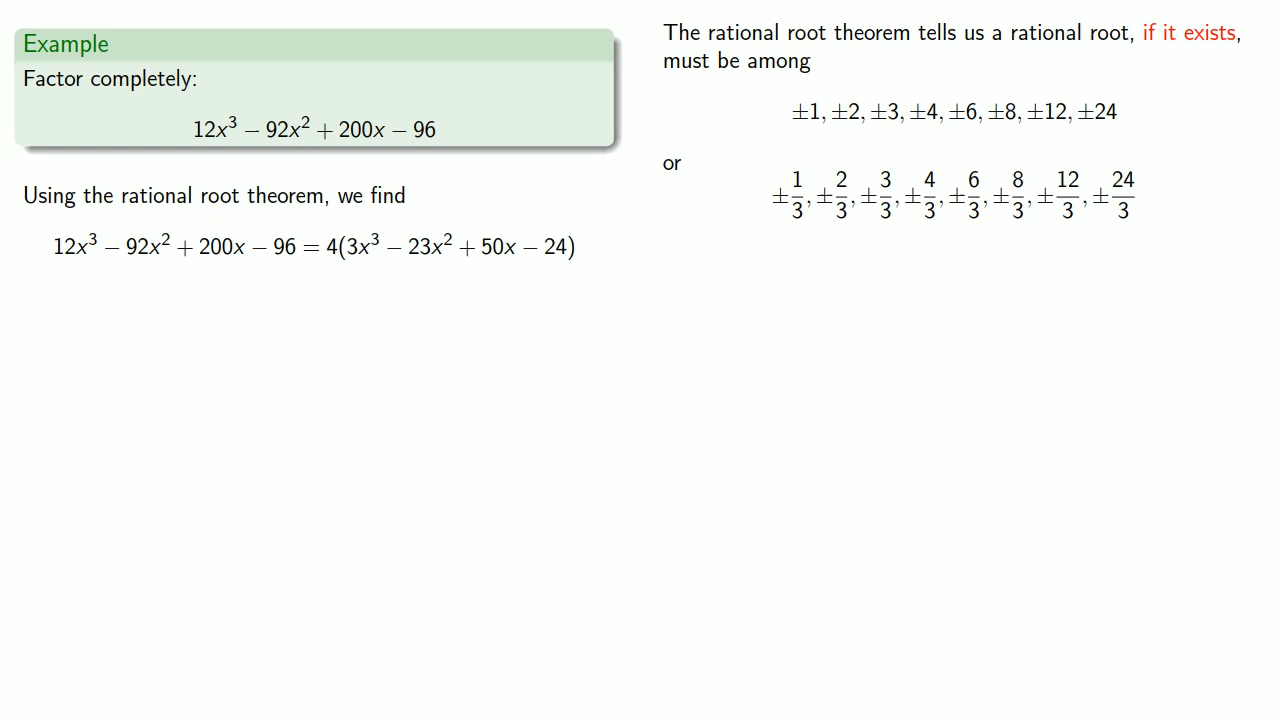 Example
Factor completely:
12x³ − 92x² + 200x − 96
Using the rational root theorem, we find
12x³ − 92x² + 200x − 96 = 4(3x³ − 23x² + 50x − 24)
The rational root theorem tells us a rational root, if it exists,
must be among
±1, ±2, ±3, ±4, ±6, ±8, ±12, ±24
or
±1/3, ±2/3, ±3/3, ±4/3, ±6/3, ±8/3, ±12/3, ±24/3